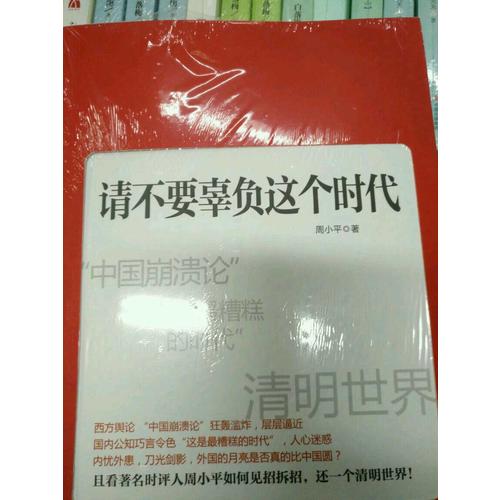 请不要辜负这个时代
周小平◎著
“中国崩溃论”
糟糕
的时代”
清明世界
西方舆论 “中国崩溃论”狂轰滥炸，层层逼近
国内公知巧言令色 “这是最糟糕的时代”，人心迷惑
内忧外患，刀光剑影，外国的月亮是否真的比中国圆？
且看著名时评人周小平如何见招拆招，还一个清明世界！